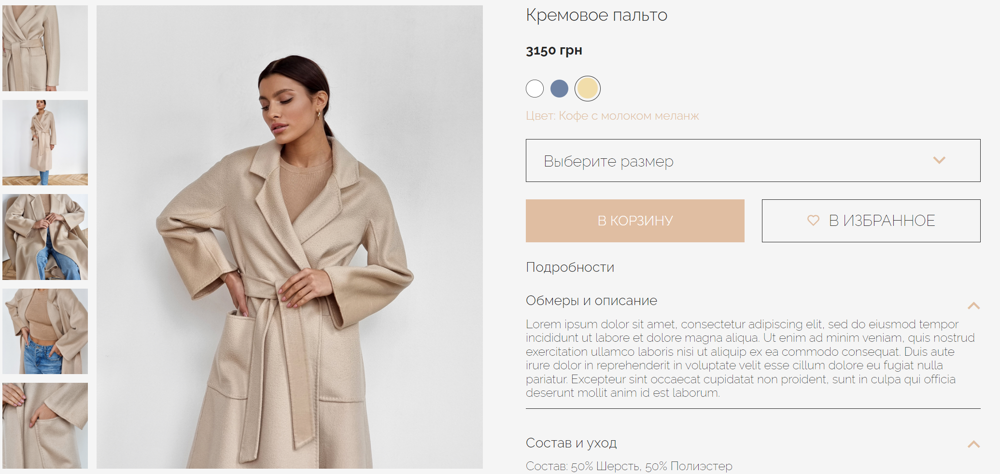 Кремовое пальто
3150 грн
Цвет: Кофе с молоком меланж
Выберите размер
В КОРЗИНУ
В ИЗБРАННОЕ
Подробности
Обмеры и описание
Lorem ipsum dolor sit amet, consectetur adipiscing elit, sed do eiusmod tempor
incididunt ut labore et dolore magna aliqua. Ut enim ad minim veniam, quis nostrud
exercitation ullamco laboris nisi ut aliquip ex ea commodo consequat. Duis aute
irure dolor in reprehenderit in voluptate velit esse cillum dolore eu fugiat nulla
pariatur. Excepteur sint occaecat cupidatat non proident, sunt in culpa qui officia
deserunt mollit anim id est laborum.
Состав и уход
Состав: 50% Шерсть, 50% Полиэстер